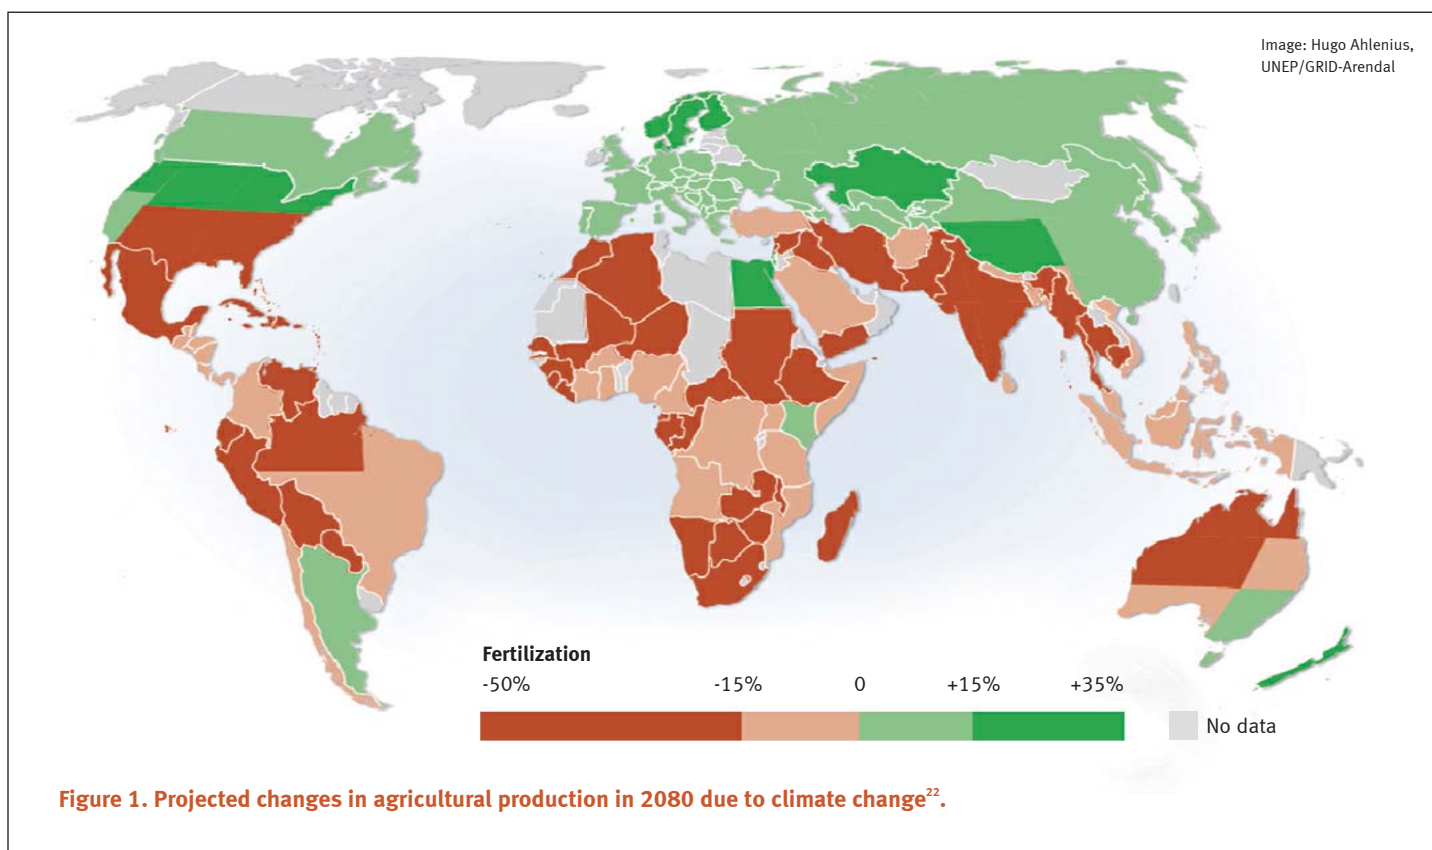 Image: Hugo Ahlenius,
UNEP/GRID-Arendal
Fertilization
-50% -15% 0 +15% +35%
No data
Figure 1. Projected changes in agricultural production in 2080 due to climate change²².